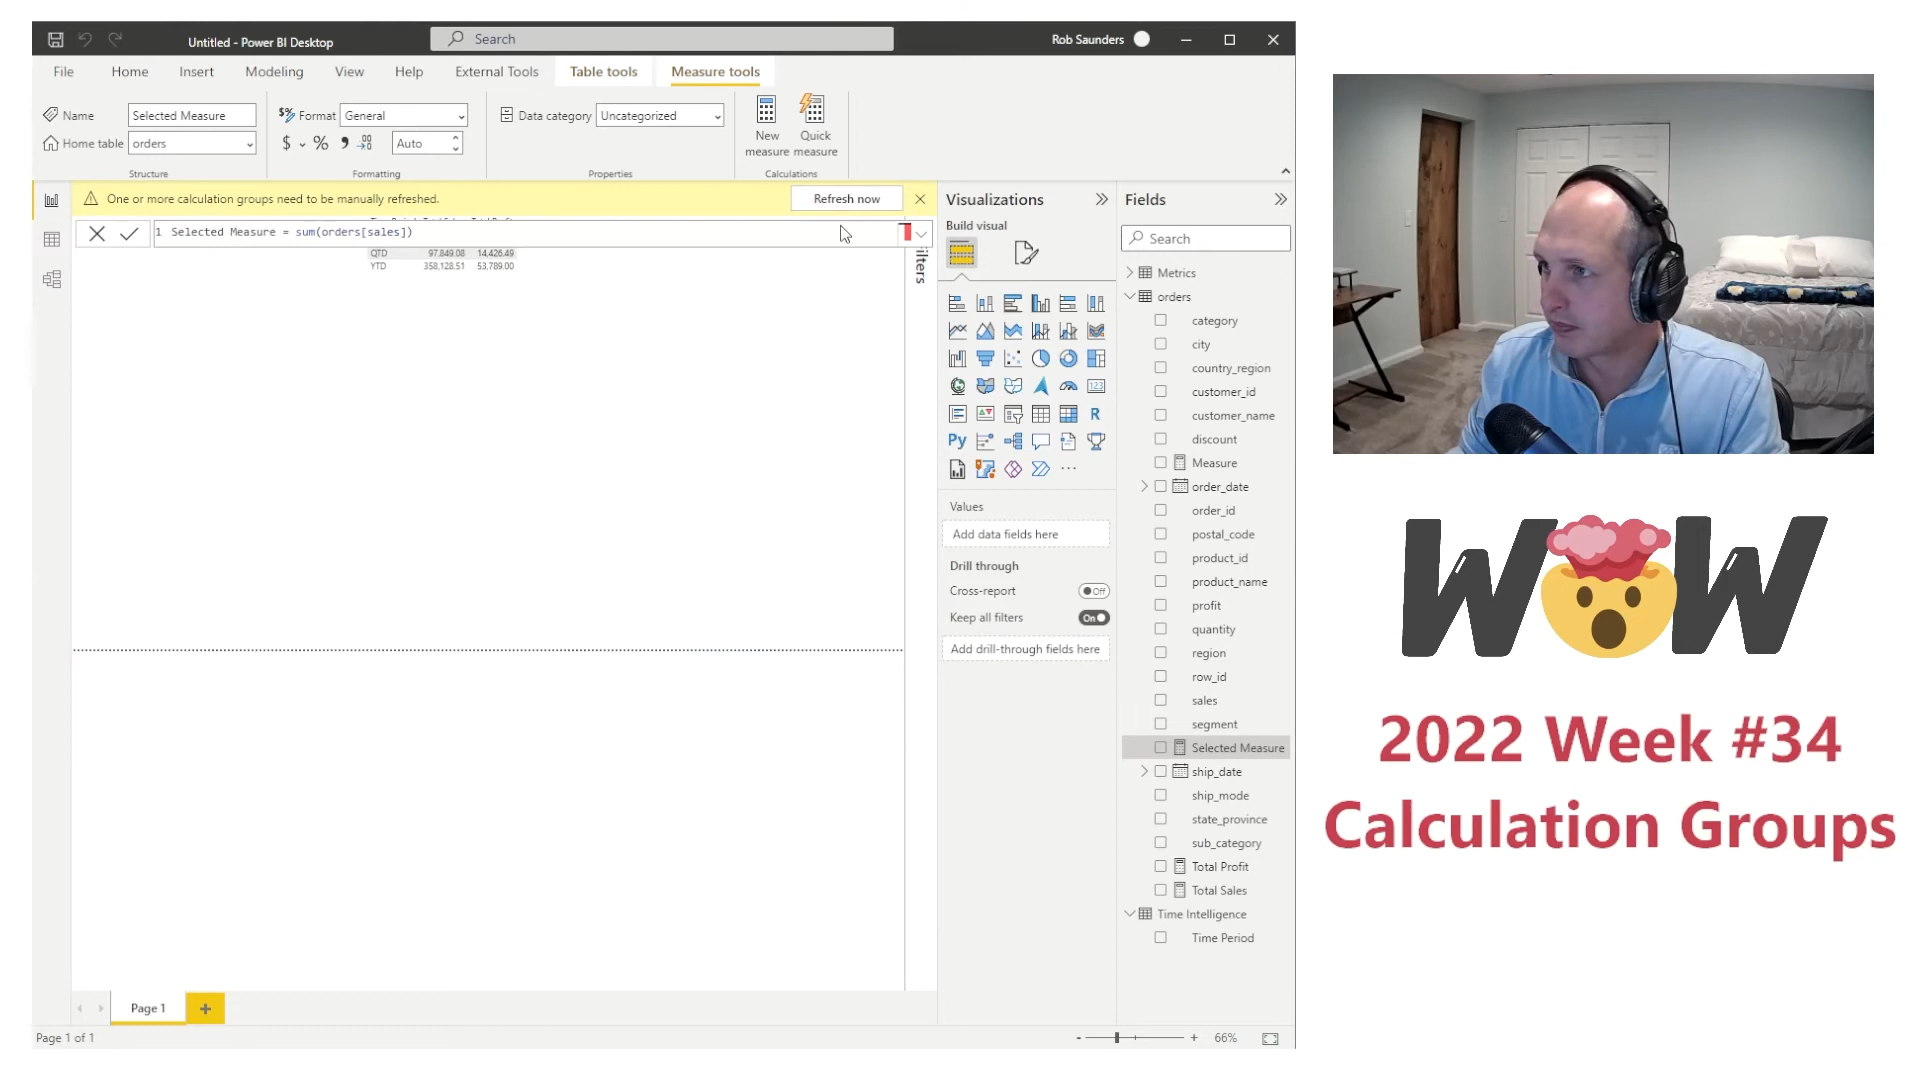 Untitled - Power BI Desktop
Search
Rob Saunders
File
Home
Insert
Modeling
View
Help
External Tools
Table tools
Measure tools
Name
Selected Measure
Format
General
Data category
Uncategorized
New measure
Quick measure
Home table
orders
$
%
Auto
Structure
Formatting
Properties
Calculations
One or more calculation groups need to be manually refreshed.
Refresh now
1 Selected Measure = sum(orders[sales])
QTD 97,849.08 14,426.49
YTD 358,128.51 53,789.00
Visualizations
Build visual
123
R
Py
Values
Add data fields here
Drill through
Cross-report
Off
Keep all filters
On
Add drill-through fields here
Fields
Search
Metrics
orders
category
city
country_region
customer_id
customer_name
discount
Measure
order_date
order_id
postal_code
product_id
product_name
profit
quantity
region
row_id
sales
segment
Selected Measure
ship_date
ship_mode
state_province
sub_category
Total Profit
Total Sales
Time Intelligence
Time Period
Page 1
Page 1 of 1
- + 66%
WOW
2022 Week #34
Calculation Groups